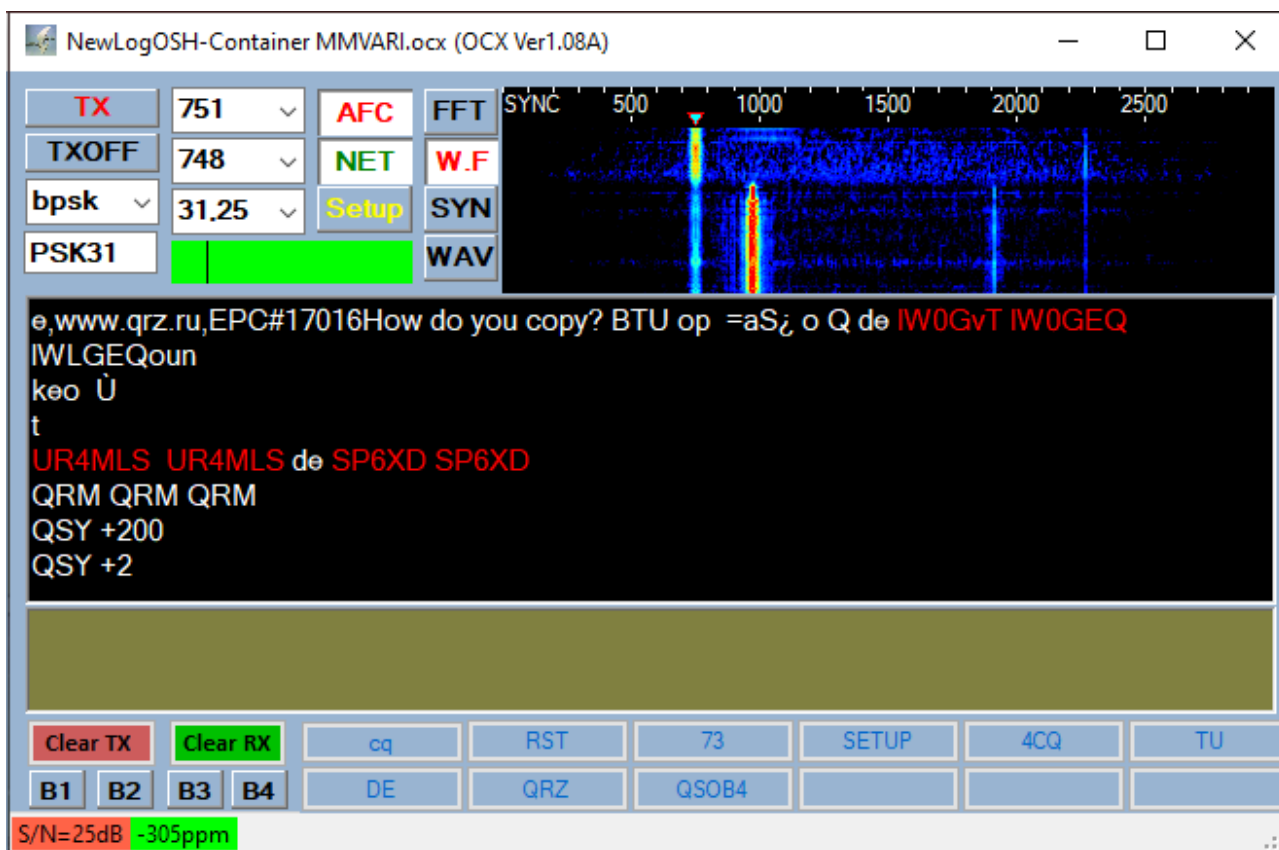 NewLogOSH-Container MMVARI.ocx (OCX Ver1.08A)
TX 751 AFC FFT SYNC 500 1000 1500 2000 2500
TXOFF 748 NET W.F
bpsk 31,25 Setup SYN
PSK31 WAV
ɵ,www.qrz.ru,EPC#17016How do you copy? BTU op =aS¿ o Q dɵ IW0GvT IW0GEQ
IWLGEQoun
kɵo Ù
t
UR4MLS UR4MLS dɵ SP6XD SP6XD
QRM QRM QRM
QSY +200
QSY +2
Clear TX Clear RX cq RST 73 SETUP 4CQ TU
B1 B2 B3 B4 DE QRZ QSOB4
S/N=25dB -305ppm